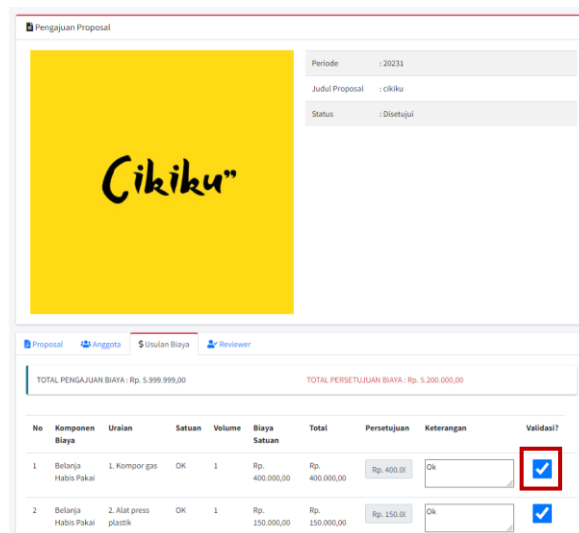 Pengajuan Proposal
Cikiku"
Periode : 20231
Judul Proposal : cikiku
Status : Disetujui
Proposal Anggota $ Usulan Biaya Reviewer
TOTAL PENGAJUAN BIAYA : Rp. 5.999.999,00 TOTAL PERSETUJUAN BIAYA : Rp. 5.200.000,00
No Komponen Biaya Uraian Satuan Volume Biaya Satuan Total Persetujuan Keterangan Validasi?
1 Belanja Habis Pakai 1. Kompor gas OK 1 Rp. 400.000,00 Rp. 400.000,00 Rp. 400.0( Ok
2 Belanja Habis Pakai 2. Alat press plastik OK 1 Rp. 150.000,00 Rp. 150.000,00 Rp. 150.0( Ok